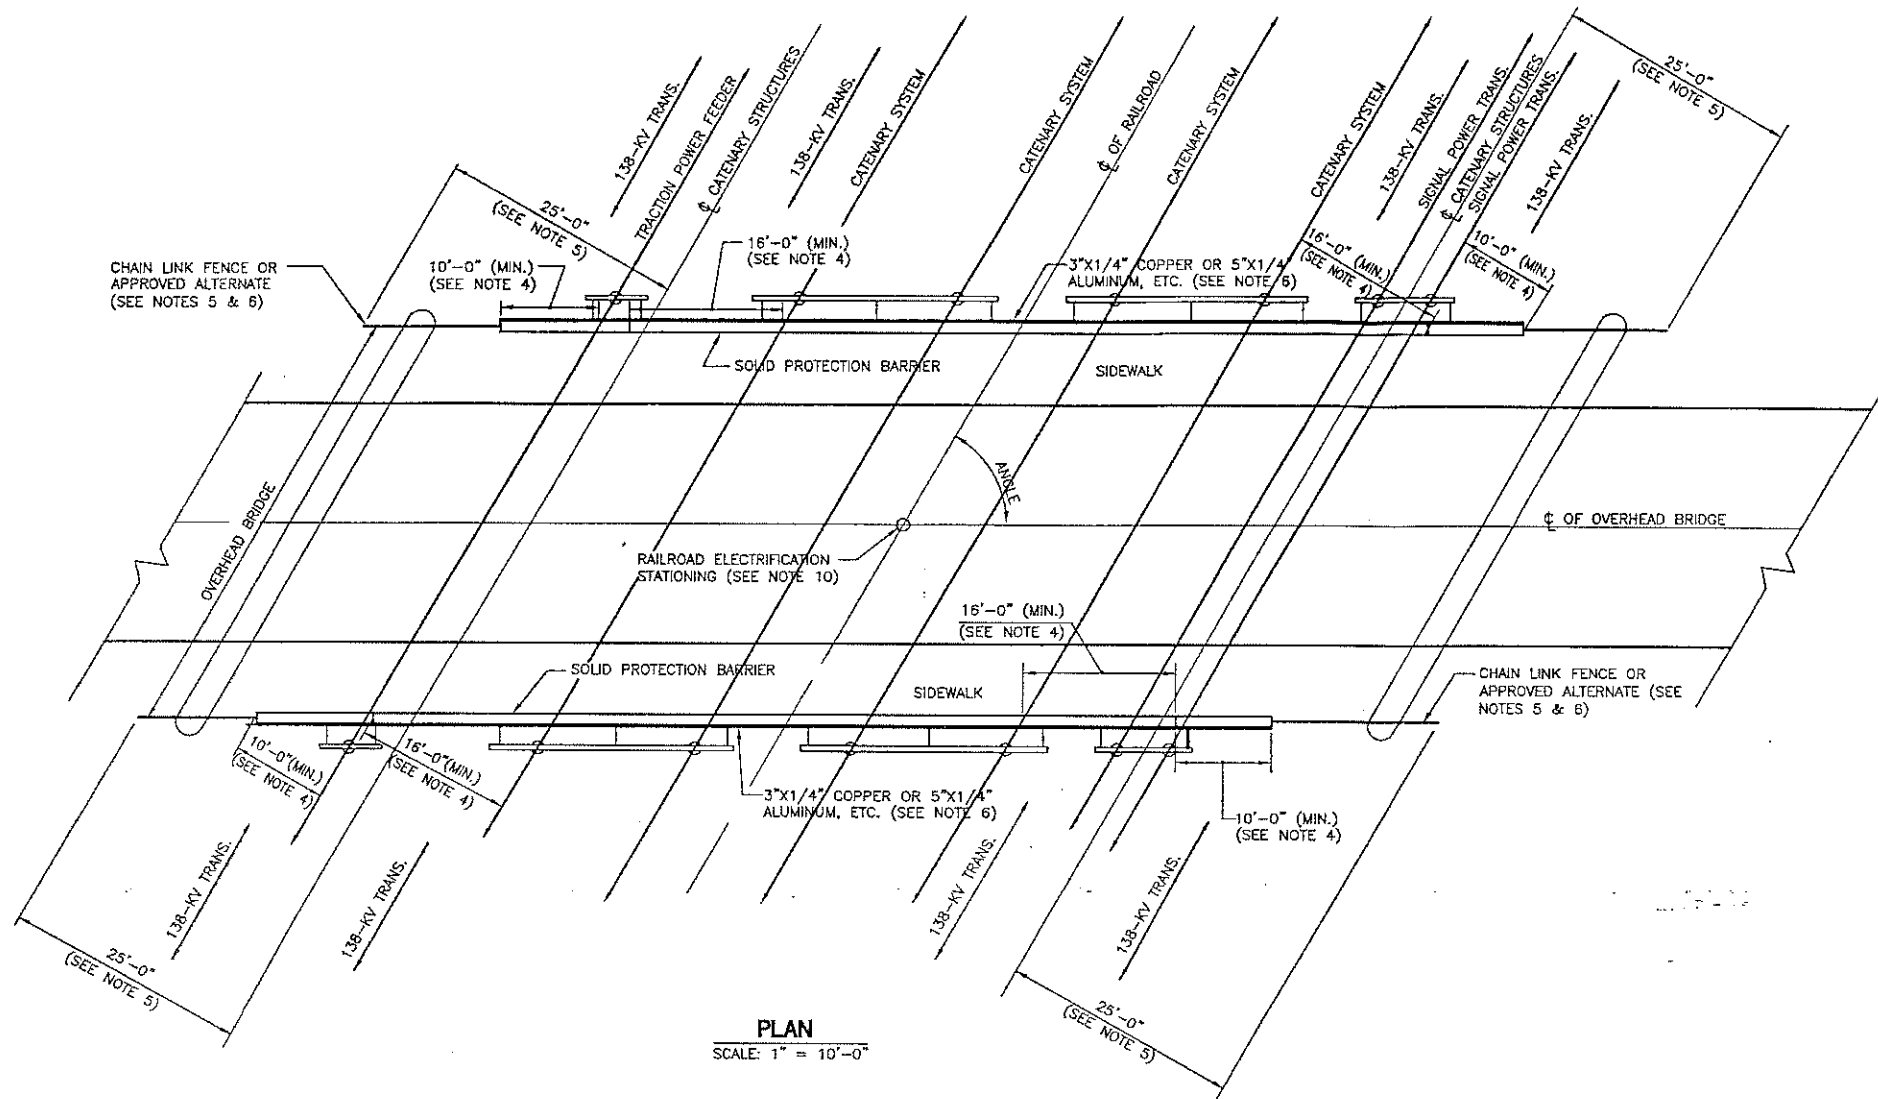 138-KV TRANS.
TRACTION POWER FEEDER
℄ CATENARY STRUCTURES
138-KV TRANS.
CATENARY SYSTEM
CATENARY SYSTEM
℄ OF RAILROAD
CATENARY SYSTEM
CATENARY SYSTEM
138-KV TRANS.
SIGNAL POWER TRANS.
℄ CATENARY STRUCTURES
SIGNAL POWER TRANS.
138-KV TRANS.
25'-0"
(SEE NOTE 5)
25'-0"
(SEE NOTE 5)
CHAIN LINK FENCE OR
APPROVED ALTERNATE
(SEE NOTES 5 & 6)
10'-0" (MIN.)
(SEE NOTE 4)
16'-0" (MIN.)
(SEE NOTE 4)
3"X1/4" COPPER OR 5"X1/4"
ALUMINUM, ETC. (SEE NOTE 6)
16'-0" (MIN.)
(SEE NOTE 4)
10'-0" (MIN.)
(SEE NOTE 4)
SOLID PROTECTION BARRIER
SIDEWALK
OVERHEAD BRIDGE
ANGLE
℄ OF OVERHEAD BRIDGE
RAILROAD ELECTRIFICATION
STATIONING (SEE NOTE 10)
16'-0" (MIN.)
(SEE NOTE 4)
SOLID PROTECTION BARRIER
SIDEWALK
CHAIN LINK FENCE OR
APPROVED ALTERNATE (SEE
NOTES 5 & 6)
10'-0" (MIN.)
(SEE NOTE 4)
16'-0"(MIN.)
(SEE NOTE 4)
3"X1/4" COPPER OR 5"X1/4"
ALUMINUM, ETC. (SEE NOTE 6)
10'-0" (MIN.)
(SEE NOTE 4)
138-KV TRANS.
138-KV TRANS.
138-KV TRANS.
138-KV TRANS.
25'-0"
(SEE NOTE 5)
25'-0"
(SEE NOTE 5)
PLAN
SCALE: 1" = 10'-0"